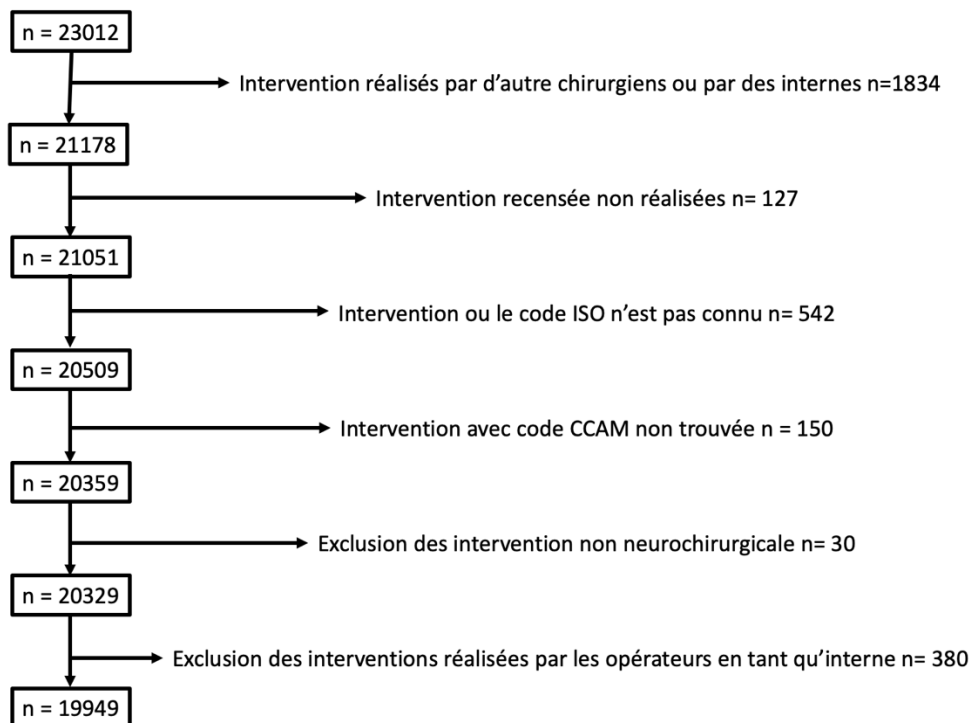 n = 23012
Intervention réalisés par d'autre chirurgiens ou par des internes n=1834
n = 21178
Intervention recensée non réalisées n= 127
n = 21051
Intervention ou le code ISO n'est pas connu n= 542
n = 20509
Intervention avec code CCAM non trouvée n = 150
n = 20359
Exclusion des intervention non neurochirurgicale n= 30
n = 20329
Exclusion des interventions réalisées par les opérateurs en tant qu'interne n= 380
n = 19949